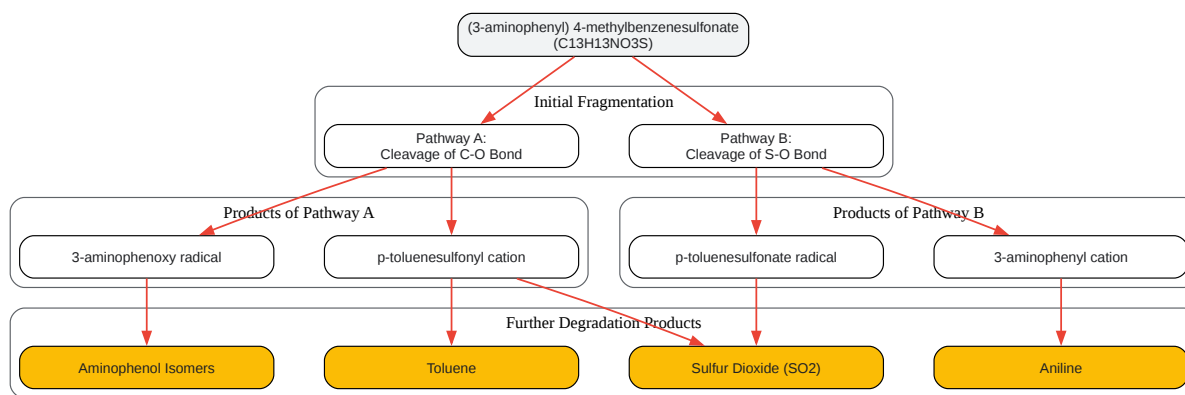 (3-aminophenyl) 4-methylbenzenesulfonate
(C13H13NO3S)
Initial Fragmentation
Pathway A:
Cleavage of C-O Bond
Pathway B:
Cleavage of S-O Bond
Products of Pathway A
Products of Pathway B
3-aminophenoxy radical
p-toluenesulfonyl cation
p-toluenesulfonate radical
3-aminophenyl cation
Further Degradation Products
Aminophenol Isomers
Toluene
Sulfur Dioxide (SO2)
Aniline